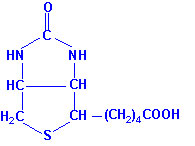 O
C
HN NH
HC CH
H₂C CH – (CH₂)₄COOH
S